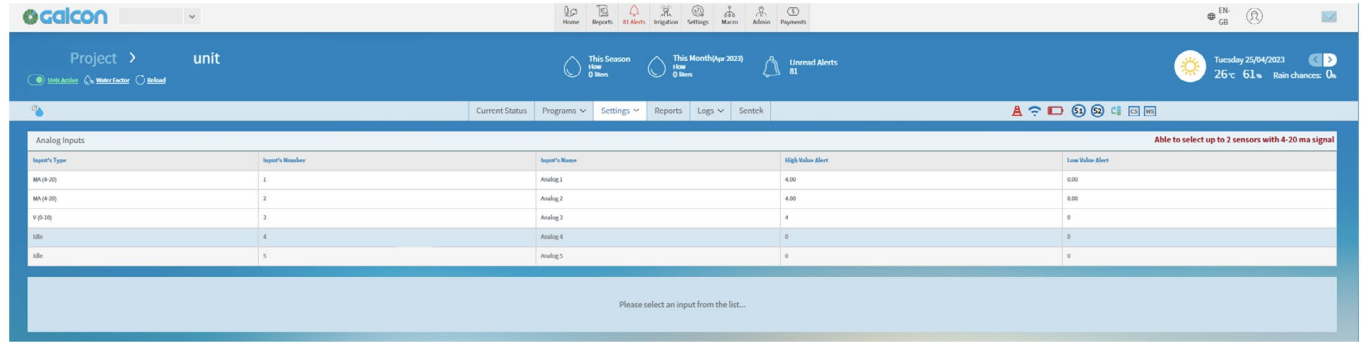 Galcon
Home Reports 81 Alerts Irrigation Settings Macro Admin Payments
EN-GB
Project > unit
Unit Active Water Factor Reload
This Season
Flow
0 liters
This Month(Apr 2023)
Flow
0 liters
Unread Alerts
81
Tuesday 25/04/2023
26°c 61% Rain chances: 0%
Current Status Programs Settings Reports Logs Sentek
S1 S2 CS WS
Analog Inputs Able to select up to 2 sensors with 4-20 ma signal
Input's Type Input's Number Input's Name High Value Alert Low Value Alert
MA (4-20) 1 Analog 1 4.00 0.00
MA (4-20) 2 Analog 2 4.00 0.00
V (0-10) 3 Analog 3 4 0
Idle 4 Analog 4 0 0
Idle 5 Analog 5 0 0
Please select an input from the list...